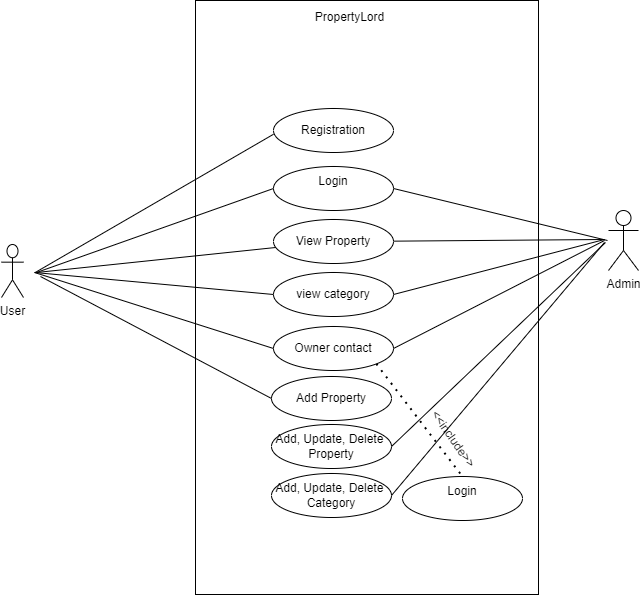 PropertyLord
Registration
Login
View Property
view category
Owner contact
Add Property
Add, Update, Delete
Property
Add, Update, Delete
Category
<<include>>
Login
User
Admin